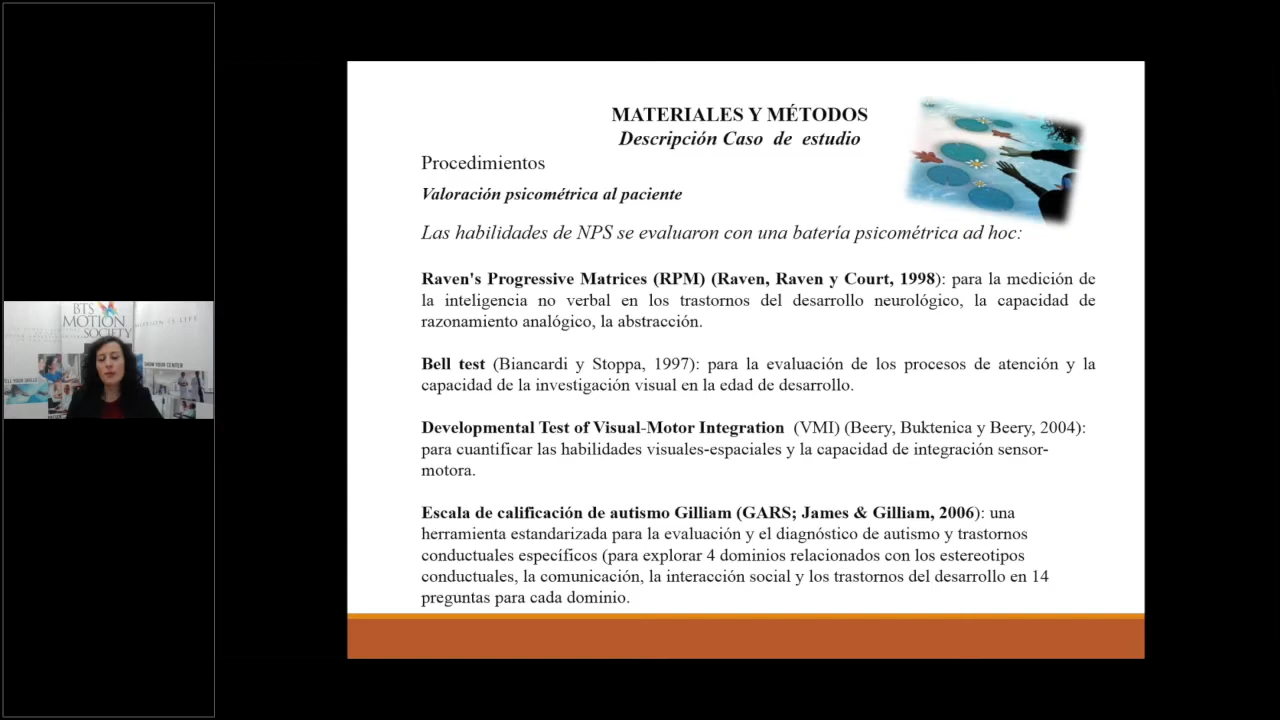 MATERIALES Y MÉTODOS
Descripción Caso de estudio
Procedimientos
Valoración psicométrica al paciente
Las habilidades de NPS se evaluaron con una batería psicométrica ad hoc:
Raven's Progressive Matrices (RPM) (Raven, Raven y Court, 1998): para la medición de
la inteligencia no verbal en los trastornos del desarrollo neurológico, la capacidad de
razonamiento analógico, la abstracción.
Bell test (Biancardi y Stoppa, 1997): para la evaluación de los procesos de atención y la
capacidad de la investigación visual en la edad de desarrollo.
Developmental Test of Visual-Motor Integration (VMI) (Beery, Buktenica y Beery, 2004):
para cuantificar las habilidades visuales-espaciales y la capacidad de integración sensor-
motora.
Escala de calificación de autismo Gilliam (GARS; James & Gilliam, 2006): una
herramienta estandarizada para la evaluación y el diagnóstico de autismo y trastornos
conductuales específicos (para explorar 4 dominios relacionados con los estereotipos
conductuales, la comunicación, la interacción social y los trastornos del desarrollo en 14
preguntas para cada dominio.
BTS
MOTION
SOCIETY
MOTION IS LIFE
YOUR CENTER